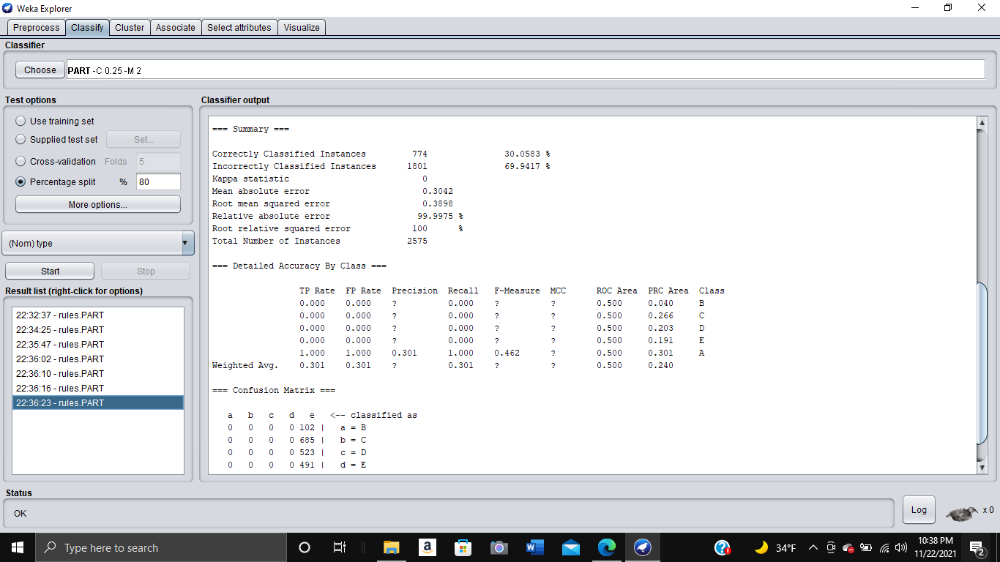 Weka Explorer
Preprocess Classify Cluster Associate Select attributes Visualize
Classifier
Choose PART -C 0.25 -M 2
Test options
Use training set
Supplied test set Set...
Cross-validation Folds 5
Percentage split % 80
More options...
(Nom) type
Start Stop
Result list (right-click for options)
22:32:37 - rules.PART
22:34:25 - rules.PART
22:35:47 - rules.PART
22:36:02 - rules.PART
22:36:10 - rules.PART
22:36:16 - rules.PART
22:36:23 - rules.PART
Classifier output
=== Summary ===
Correctly Classified Instances 774 30.0583 %
Incorrectly Classified Instances 1801 69.9417 %
Kappa statistic 0
Mean absolute error 0.3042
Root mean squared error 0.3898
Relative absolute error 99.9975 %
Root relative squared error 100 %
Total Number of Instances 2575
=== Detailed Accuracy By Class ===
TP Rate FP Rate Precision Recall F-Measure MCC ROC Area PRC Area Class
0.000 0.000 ? 0.000 ? ? 0.500 0.040 B
0.000 0.000 ? 0.000 ? ? 0.500 0.266 C
0.000 0.000 ? 0.000 ? ? 0.500 0.203 D
0.000 0.000 ? 0.000 ? ? 0.500 0.191 E
1.000 1.000 0.301 1.000 0.462 ? 0.500 0.301 A
Weighted Avg. 0.301 0.301 ? 0.301 ? ? 0.500 0.240
=== Confusion Matrix ===
a b c d e <-- classified as
0 0 0 0 102 | a = B
0 0 0 0 685 | b = C
0 0 0 0 523 | c = D
0 0 0 0 491 | d = E
Status
OK
Log
x 0
Type here to search
34°F
10:38 PM
11/22/2021
2